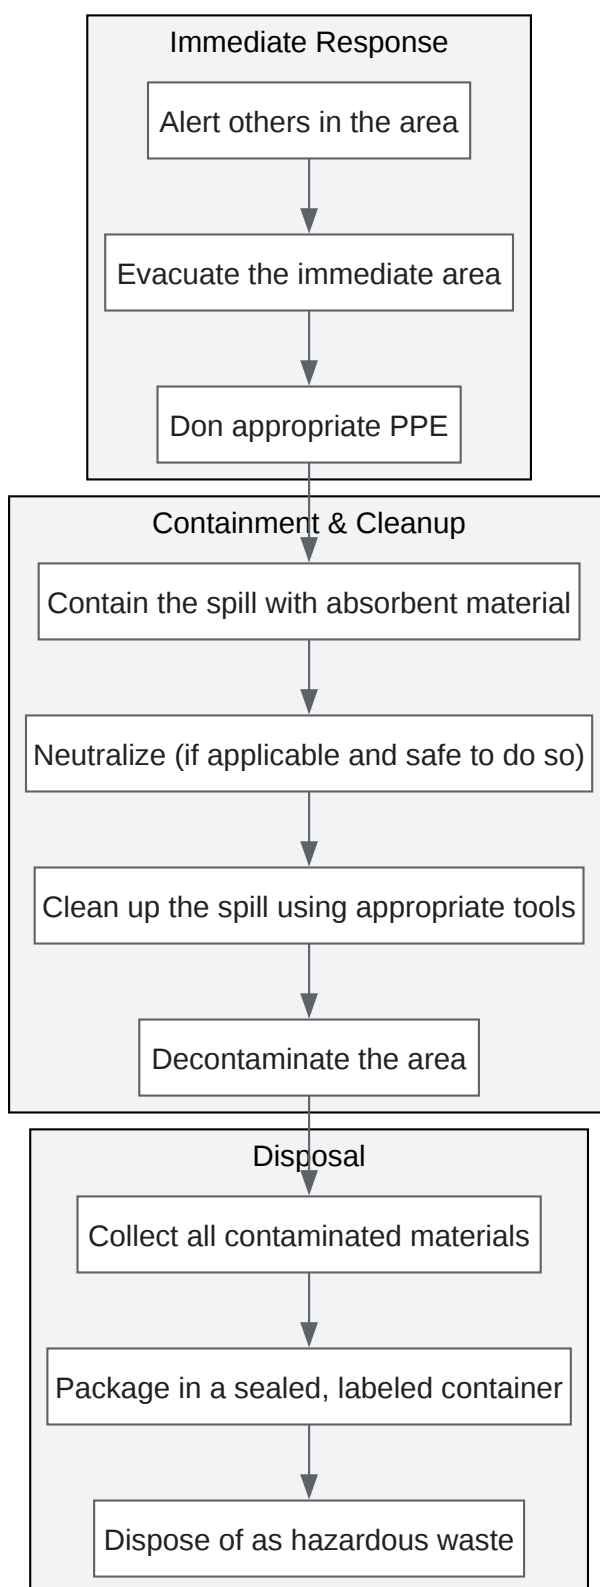 Immediate Response
Alert others in the area
Evacuate the immediate area
Don appropriate PPE
Containment & Cleanup
Contain the spill with absorbent material
Neutralize (if applicable and safe to do so)
Clean up the spill using appropriate tools
Decontaminate the area
Disposal
Collect all contaminated materials
Package in a sealed, labeled container
Dispose of as hazardous waste